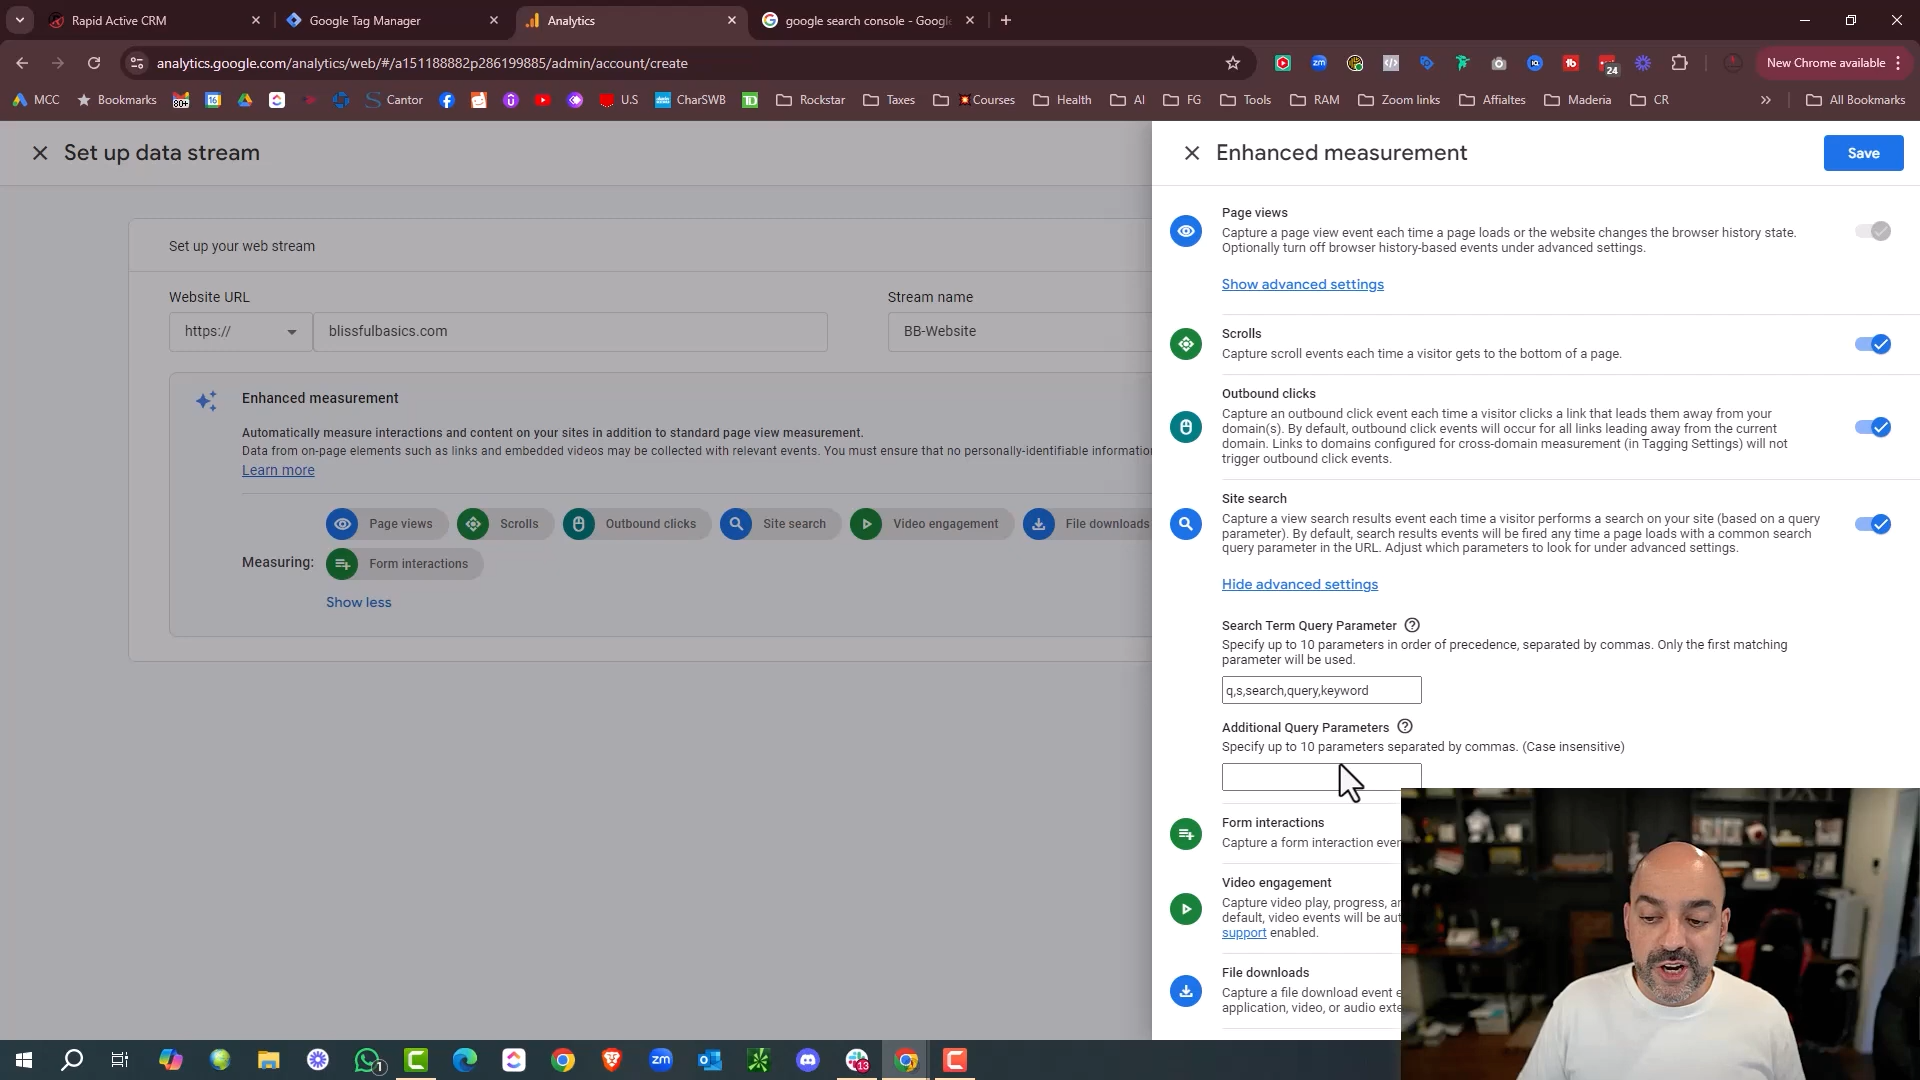 Rapid Active CRM
Google Tag Manager
Analytics
google search console - Google
analytics.google.com/analytics/web/#/a151188882p286199885/admin/account/create
24
New Chrome available
MCC
Bookmarks
80+
16
Cantor
U.S
CharSWB
Rockstar
Taxes
Courses
Health
AI
FG
Tools
RAM
Zoom links
Affialtes
Maderia
CR
All Bookmarks
Set up data stream
Set up your web stream
Website URL
Stream name
https://
blissfulbasics.com
BB-Website
Enhanced measurement
Automatically measure interactions and content on your sites in addition to standard page view measurement.
Data from on-page elements such as links and embedded videos may be collected with relevant events. You must ensure that no personally-identifiable information
Learn more
Measuring:
Page views
Scrolls
Outbound clicks
Site search
Video engagement
File downloads
Form interactions
Show less
Enhanced measurement
Save
Page views
Capture a page view event each time a page loads or the website changes the browser history state.
Optionally turn off browser history-based events under advanced settings.
Show advanced settings
Scrolls
Capture scroll events each time a visitor gets to the bottom of a page.
Outbound clicks
Capture an outbound click event each time a visitor clicks a link that leads them away from your
domain(s). By default, outbound click events will occur for all links leading away from the current
domain. Links to domains configured for cross-domain measurement (in Tagging Settings) will not
trigger outbound click events.
Site search
Capture a view search results event each time a visitor performs a search on your site (based on a query
parameter). By default, search results events will be fired any time a page loads with a common search
query parameter in the URL. Adjust which parameters to look for under advanced settings.
Hide advanced settings
Search Term Query Parameter
Specify up to 10 parameters in order of precedence, separated by commas. Only the first matching
parameter will be used.
q,s,search,query,keyword
Additional Query Parameters
Specify up to 10 parameters separated by commas. (Case insensitive)
Form interactions
Capture a form interaction
Video engagement
Capture video play, progress,
default, video events will be
support enabled.
File downloads
Capture a file download event
application, video, or audio
zm
1
13